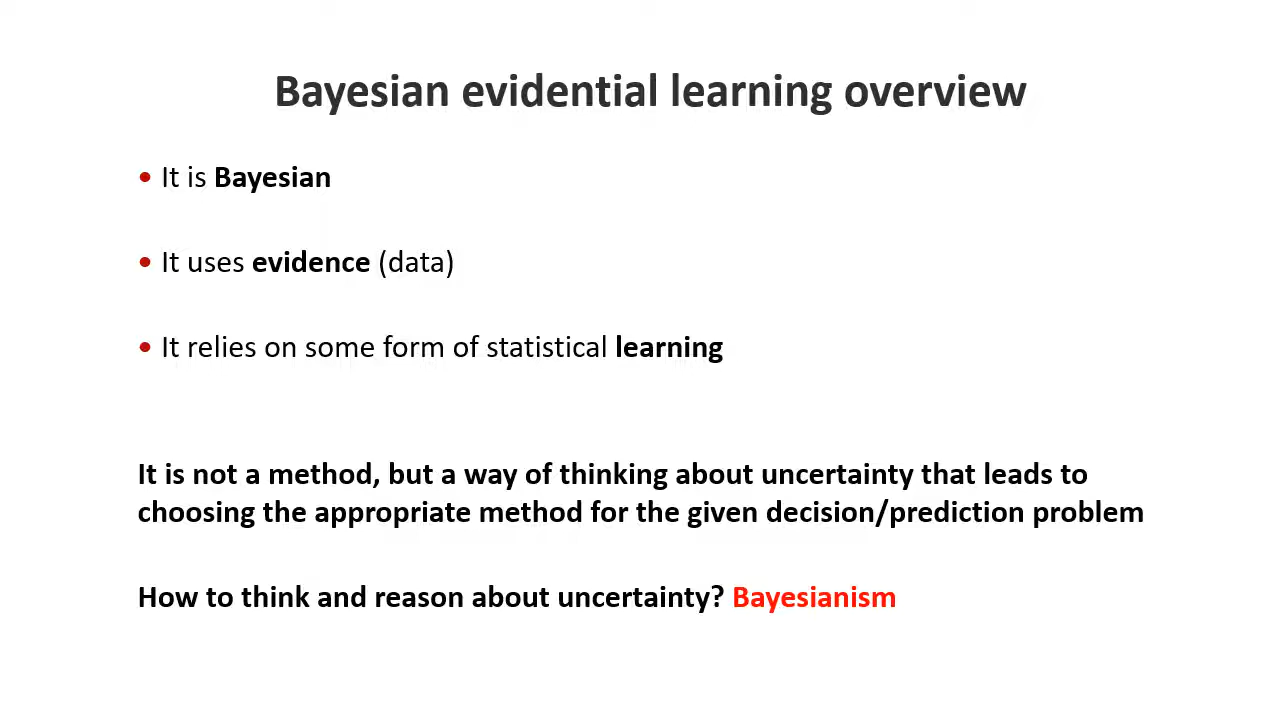 Bayesian evidential learning overview
• It is Bayesian
• It uses evidence (data)
• It relies on some form of statistical learning
It is not a method, but a way of thinking about uncertainty that leads to
choosing the appropriate method for the given decision/prediction problem
How to think and reason about uncertainty? Bayesianism